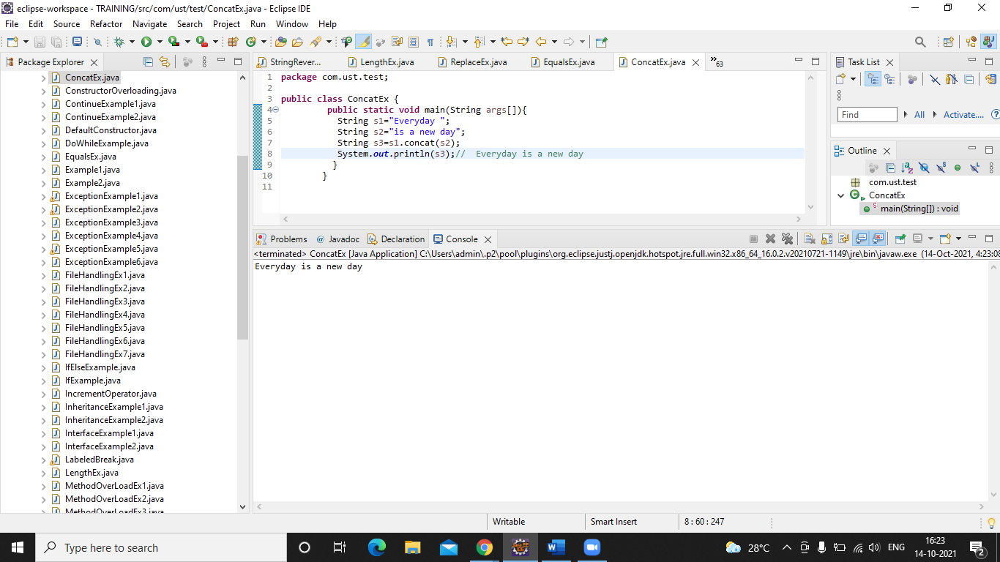 eclipse-workspace - TRAINING/src/com/ust/test/ConcatEx.java - Eclipse IDE
File Edit Source Refactor Navigate Search Project Run Window Help
Package Explorer
ConcatEx.java
ConstructorOverloading.java
ContinueExample1.java
ContinueExample2.java
DefaultConstructor.java
DoWhileExample.java
EqualsEx.java
Example1.java
Example2.java
ExceptionExample1.java
ExceptionExample2.java
ExceptionExample3.java
ExceptionExample4.java
ExceptionExample5.java
ExceptionExample6.java
FileHandlingEx1.java
FileHandlingEx2.java
FileHandlingEx3.java
FileHandlingEx4.java
FileHandlingEx5.java
FileHandlingEx6.java
FileHandlingEx7.java
IfElseExample.java
IfExample.java
IncrementOperator.java
InheritanceExample1.java
InheritanceExample2.java
InterfaceExample1.java
InterfaceExample2.java
LabeledBreak.java
LengthEx.java
MethodOverLoadEx1.java
MethodOverLoadEx2.java
MethodOverLoadEx3.java
StringRever... LengthEx.java ReplaceEx.java EqualsEx.java ConcatEx.java »63
1 package com.ust.test;
2
3 public class ConcatEx {
4 public static void main(String args[]){
5 String s1="Everyday ";
6 String s2="is a new day";
7 String s3=s1.concat(s2);
8 System.out.println(s3);//  Everyday is a new day
9 }
10 }
11
Task List
Find All Activate....
Outline
com.ust.test
ConcatEx
main(String[]) : void
Problems @ Javadoc Declaration Console
<terminated> ConcatEx [Java Application] C:\Users\admin\.p2\pool\plugins\org.eclipse.justj.openjdk.hotspot.jre.full.win32.x86_64_16.0.2.v20210721-1149\jre\bin\javaw.exe (14-Oct-2021, 4:23:08
Everyday is a new day
Writable Smart Insert 8 : 60 : 247
Type here to search
28°C ENG 16:23
14-10-2021
2